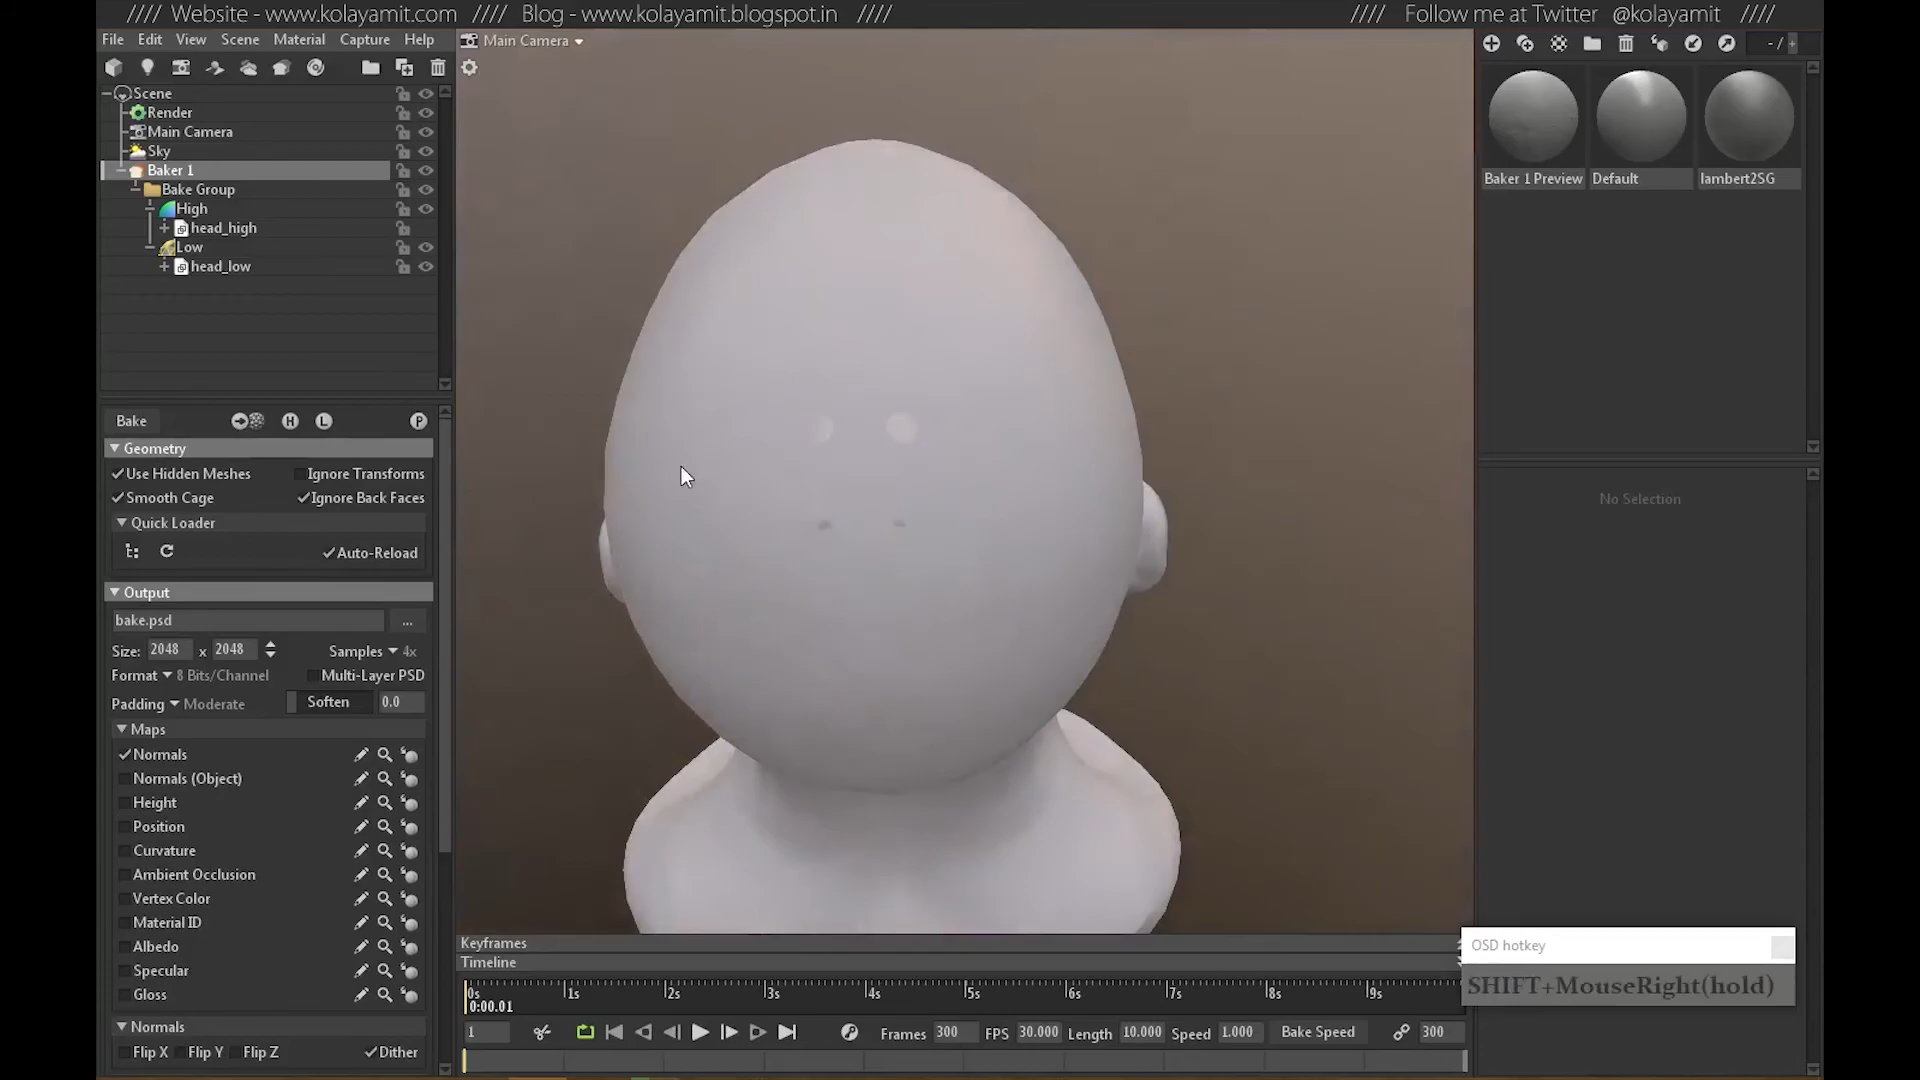 //// Website - www.kolayamit.com //// Blog - www.kolayamit.blogspot.in ////
//// Follow me at Twitter @kolayamit ////
File Edit View Scene Material Capture Help
Main Camera
- / +
Scene
Render
Main Camera
Sky
Baker 1
Bake Group
High
head_high
Low
head_low
Baker 1 Preview Default lambert2SG
Bake H L P
Geometry
Use Hidden Meshes Ignore Transforms
Smooth Cage Ignore Back Faces
Quick Loader
Auto-Reload
Output
bake.psd ...
Size: 2048 x 2048 Samples 4x
Format 8 Bits/Channel Multi-Layer PSD
Padding Moderate Soften 0.0
Maps
Normals
Normals (Object)
Height
Position
Curvature
Ambient Occlusion
Vertex Color
Material ID
Albedo
Specular
Gloss
Normals
Flip X Flip Y Flip Z Dither
No Selection
Keyframes
Timeline
0s 1s 2s 3s 4s 5s 6s 7s 8s 9s
0:00.01
1 Frames 300 FPS 30.000 Length 10.000 Speed 1.000 Bake Speed 300
OSD hotkey
SHIFT+MouseRight(hold)